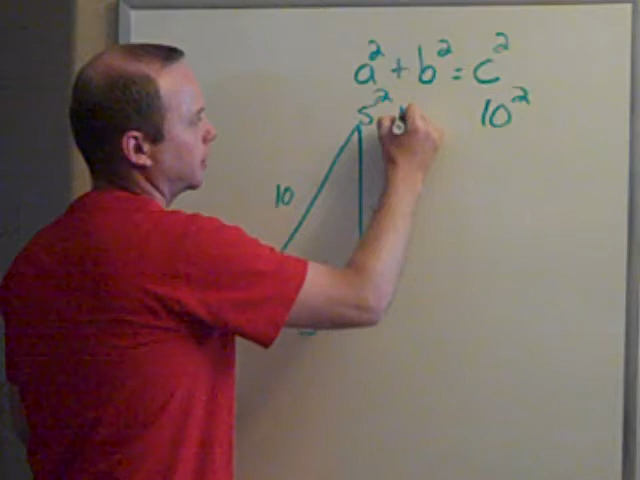 a² + b² = c²
5² 10²
10